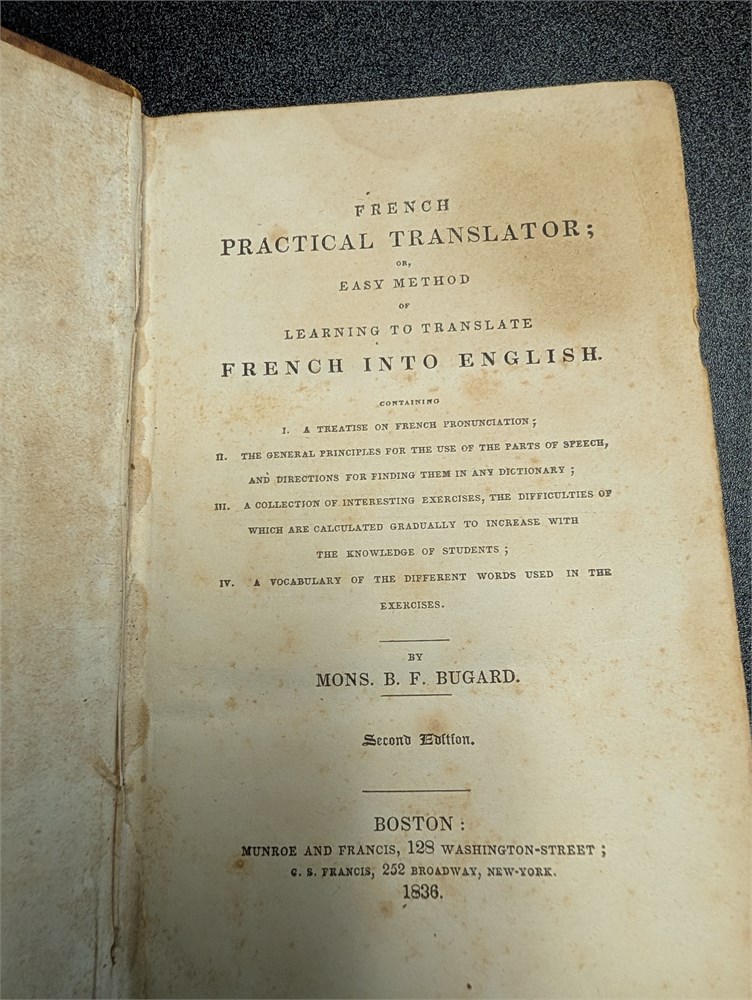 FRENCH
PRACTICAL TRANSLATOR;
OR,
EASY METHOD
OF
LEARNING TO TRANSLATE
FRENCH INTO ENGLISH.
CONTAINING
I. A TREATISE ON FRENCH PRONUNCIATION;
II. THE GENERAL PRINCIPLES FOR THE USE OF THE PARTS OF SPEECH,
AND DIRECTIONS FOR FINDING THEM IN ANY DICTIONARY;
III. A COLLECTION OF INTERESTING EXERCISES, THE DIFFICULTIES OF
WHICH ARE CALCULATED GRADUALLY TO INCREASE WITH
THE KNOWLEDGE OF STUDENTS;
IV. A VOCABULARY OF THE DIFFERENT WORDS USED IN THE
EXERCISES.
BY
MONS. B. F. BUGARD.
Second Edition.
BOSTON:
MUNROE AND FRANCIS, 128 WASHINGTON-STREET;
C. S. FRANCIS, 252 BROADWAY, NEW-YORK.
1836.